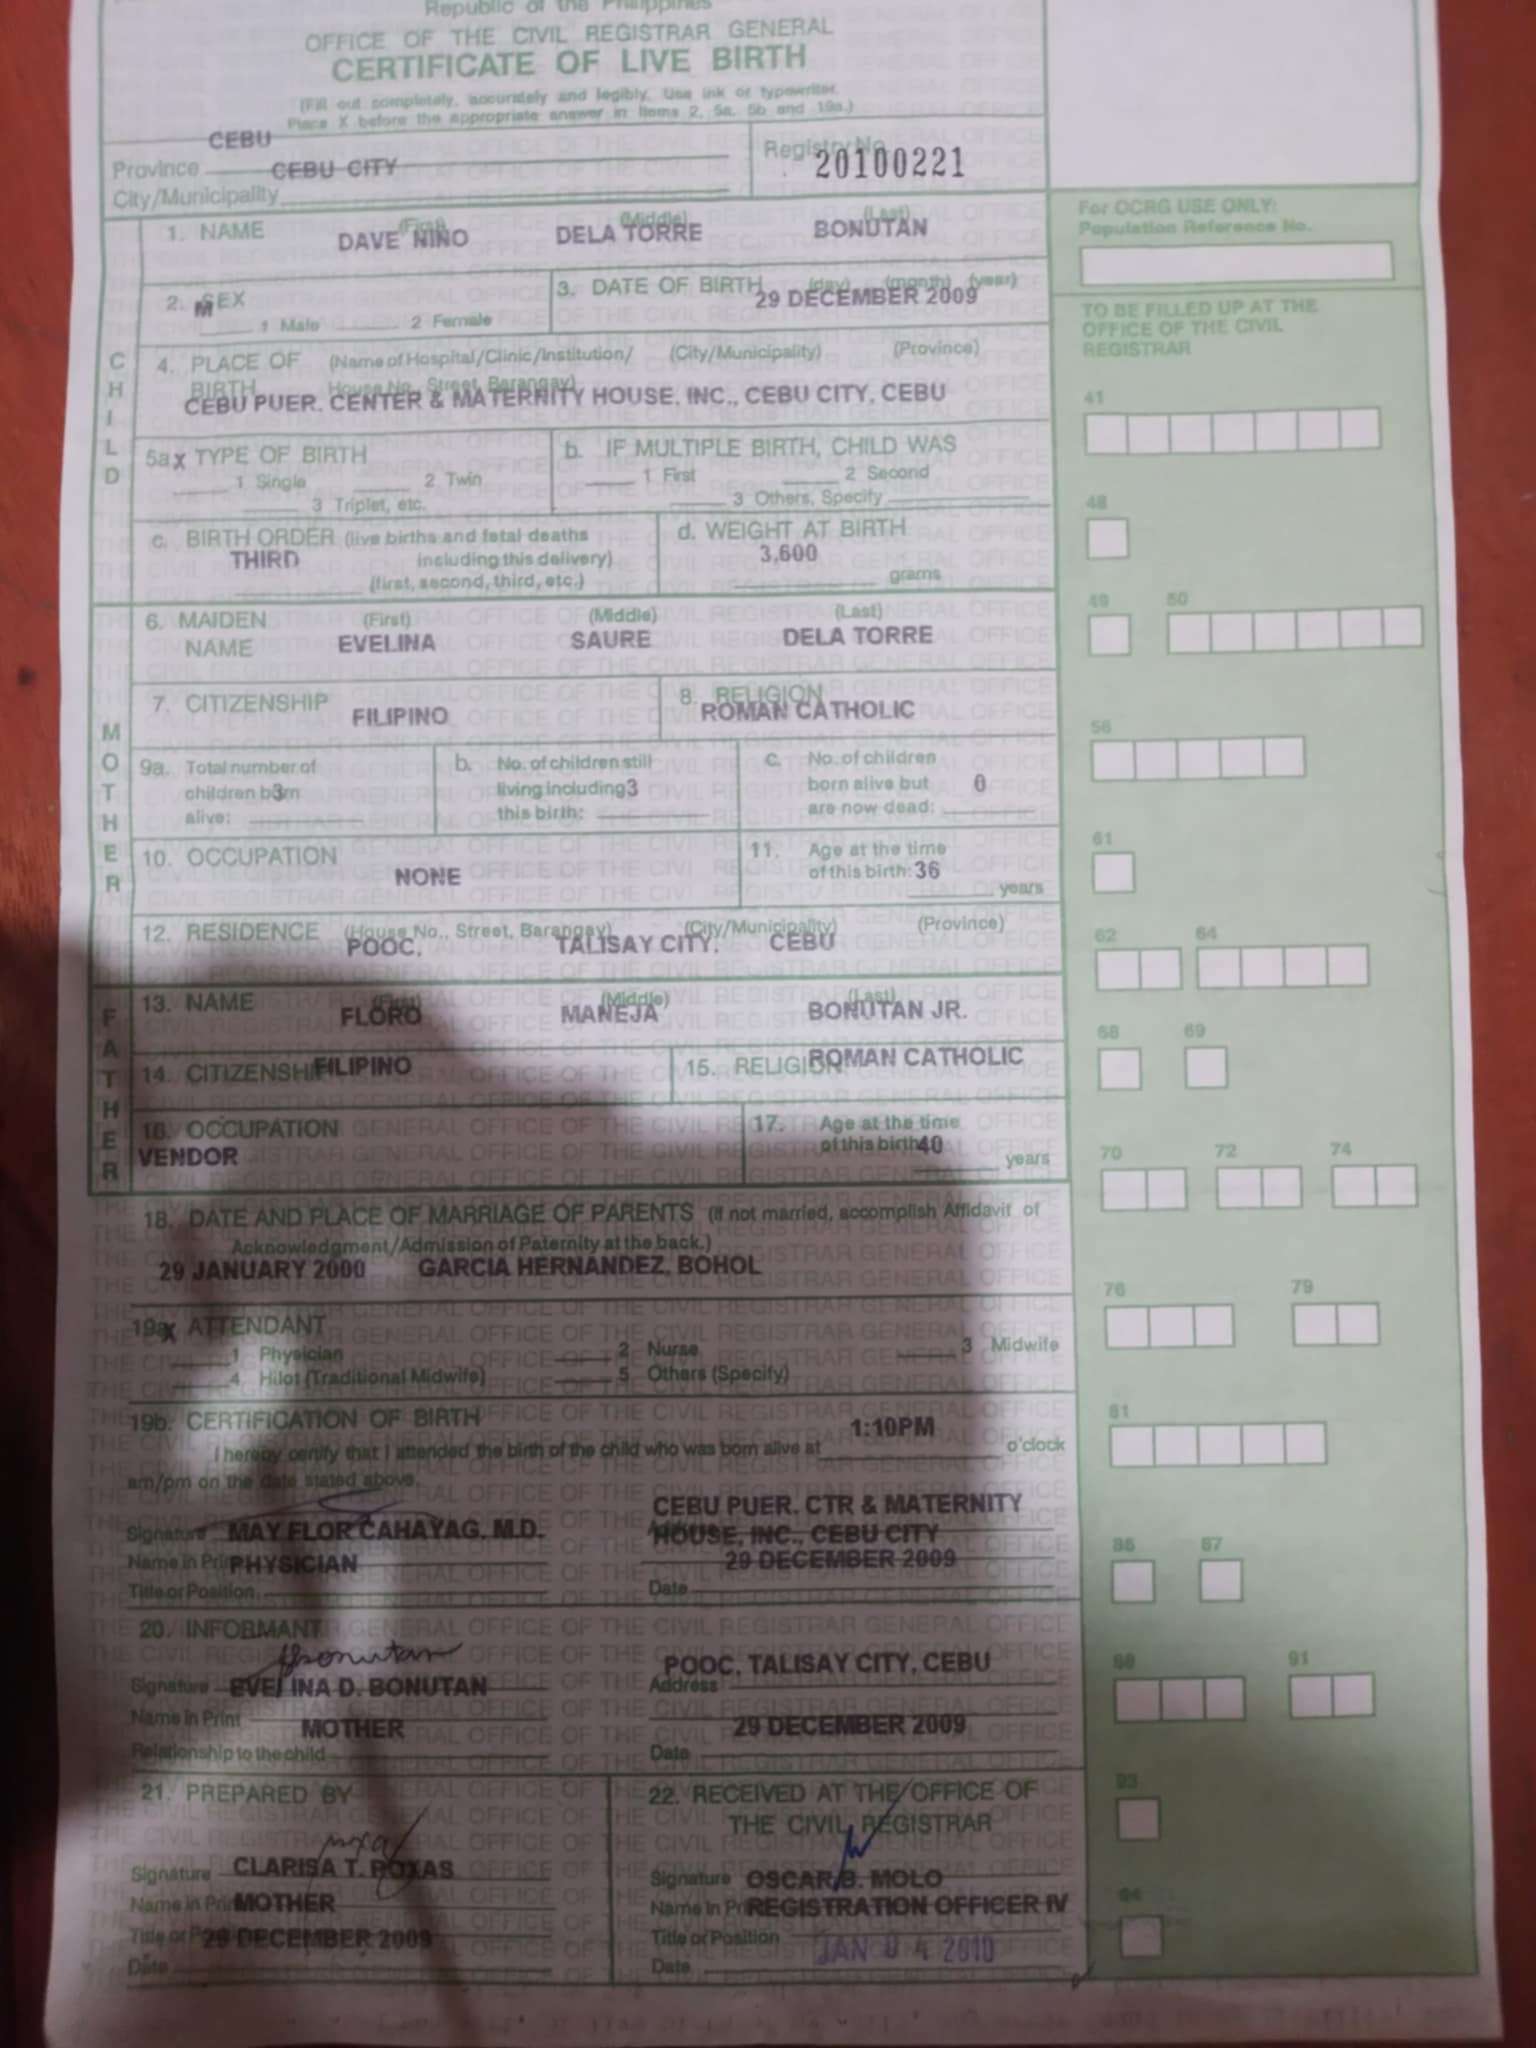 Republic of the Philippines
OFFICE OF THE CIVIL REGISTRAR GENERAL
CERTIFICATE OF LIVE BIRTH
(Fill out completely, accurately and legibly. Use ink or typewriter.
Place X before the appropriate answer in Items 2, 5a, 5b and 19a.)
CEBU
Province
CEBU CITY
City/Municipality
Registry No.
20100221
1. NAME (First) (Middle) (Last)
DAVE NINO DELA TORRE BONUTAN
2. SEX
M
1 Male 2 Female
3. DATE OF BIRTH (day) (month) (year)
29 DECEMBER 2009
CHILD
4. PLACE OF BIRTH (Name of Hospital/Clinic/Institution/ (City/Municipality) (Province)
House No., Street, Barangay)
CEBU PUER. CENTER & MATERNITY HOUSE, INC., CEBU CITY, CEBU
5a X TYPE OF BIRTH
1 Single 2 Twin
3 Triplet, etc.
b. IF MULTIPLE BIRTH, CHILD WAS
1 First 2 Second
3 Others, Specify
c. BIRTH ORDER (live births and fetal deaths
THIRD including this delivery)
(first, second, third, etc.)
d. WEIGHT AT BIRTH
3,600
grams
MOTHER
6. MAIDEN NAME (First) (Middle) (Last)
EVELINA SAURE DELA TORRE
7. CITIZENSHIP
FILIPINO
8. RELIGION
ROMAN CATHOLIC
9a. Total number of
children born
alive:
3
b. No. of children still
living including 3
this birth:
c. No. of children
born alive but 0
are now dead:
10. OCCUPATION
NONE
11. Age at the time
of this birth: 36
years
12. RESIDENCE (House No., Street, Barangay) (City/Municipality) (Province)
POOC, TALISAY CITY, CEBU
FATHER
13. NAME (First) (Middle) (Last)
FLORO MANEJA BONUTAN JR.
14. CITIZENSHIP FILIPINO
15. RELIGION ROMAN CATHOLIC
16. OCCUPATION
VENDOR
17. Age at the time
of this birth 40
years
18. DATE AND PLACE OF MARRIAGE OF PARENTS (If not married, accomplish Affidavit of
Acknowledgment/Admission of Paternity at the back.)
29 JANUARY 2000 GARCIA HERNANDEZ, BOHOL
19a X ATTENDANT
1 Physician 2 Nurse 3 Midwife
4 Hilot (Traditional Midwife) 5 Others (Specify)
19b. CERTIFICATION OF BIRTH
I hereby certify that I attended the birth of the child who was born alive at 1:10PM o'clock
am/pm on the date stated above.
Signature MAY FLOR CAHAYAG, M.D.
Name in Print PHYSICIAN
Title or Position
CEBU PUER. CTR & MATERNITY
Address HOUSE, INC., CEBU CITY
29 DECEMBER 2009
Date
20. INFORMANT
Signature EVELINA D. BONUTAN
Name in Print
MOTHER
Relationship to the child
POOC, TALISAY CITY, CEBU
Address
29 DECEMBER 2009
Date
21. PREPARED BY
Signature CLARISA T. ROXAS
Name in Print MOTHER
Title or Position 29 DECEMBER 2009
Date
22. RECEIVED AT THE OFFICE OF
THE CIVIL REGISTRAR
Signature OSCAR B. MOLO
Name in Print REGISTRATION OFFICER IV
Title or Position
Date JAN 04 2010
For OCRG USE ONLY:
Population Reference No.
TO BE FILLED UP AT THE
OFFICE OF THE CIVIL
REGISTRAR
41
48
49 50
56
61
62 64
68 69
70 72 74
76 79
81
86 87
88 91
93
94